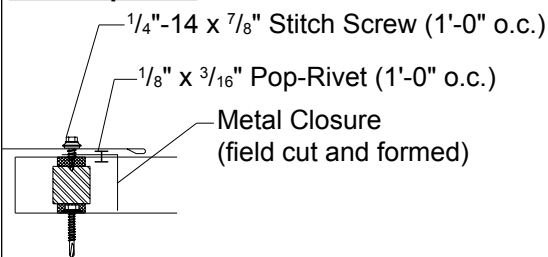 1/4"-14 x 7/8" Stitch Screw (1'-0" o.c.)
1/8" x 3/16" Pop-Rivet (1'-0" o.c.)
Metal Closure
(field cut and formed)